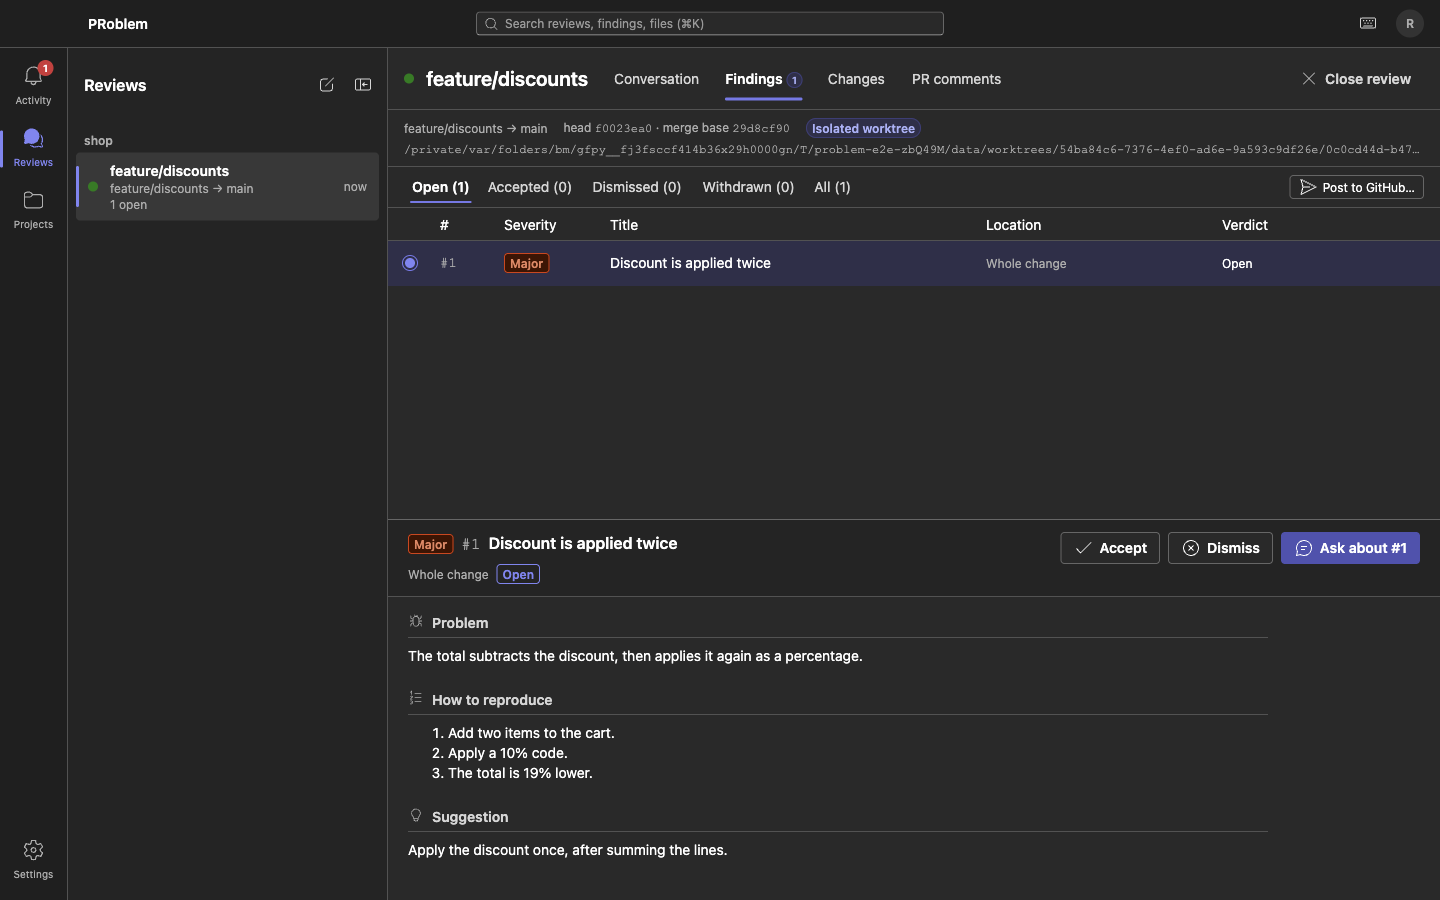 PRoblem
Search reviews, findings, files (⌘K)
R
1
Activity
Reviews
Projects
Settings
Reviews
shop
feature/discounts
feature/discounts → main
now
1 open
feature/discounts
Conversation
Findings 1
Changes
PR comments
Close review
feature/discounts → main head f0023ea0 · merge base 29d8cf90 Isolated worktree
/private/var/folders/bm/gfpy__fj3fsccf414b36x29h0000gn/T/problem-e2e-zbQ49M/data/worktrees/54ba84c6-7376-4ef0-ad6e-9a593c9df26e/0c0cd44d-b47…
Open (1) Accepted (0) Dismissed (0) Withdrawn (0) All (1)
Post to GitHub...
# Severity Title Location Verdict
#1 Major Discount is applied twice Whole change Open
Major #1 Discount is applied twice
Accept
Dismiss
Ask about #1
Whole change Open
Problem
The total subtracts the discount, then applies it again as a percentage.
How to reproduce
1. Add two items to the cart.
2. Apply a 10% code.
3. The total is 19% lower.
Suggestion
Apply the discount once, after summing the lines.